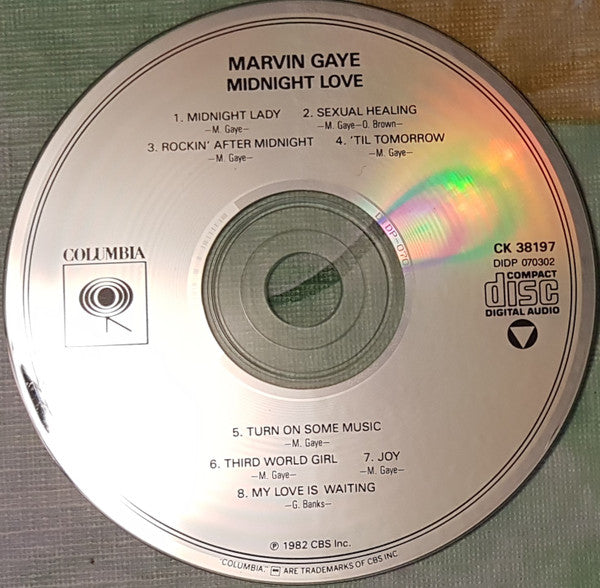 MARVIN GAYE
MIDNIGHT LOVE
1. MIDNIGHT LADY 2. SEXUAL HEALING
—M. Gaye— —M. Gaye—O. Brown—
3. ROCKIN' AFTER MIDNIGHT 4. 'TIL TOMORROW
—M. Gaye— —M. Gaye—
COLUMBIA
CK 38197
DIDP 070302
COMPACT
disc
DIGITAL AUDIO
5. TURN ON SOME MUSIC
—M. Gaye—
6. THIRD WORLD GIRL 7. JOY
—M. Gaye— —M. Gaye—
8. MY LOVE IS WAITING
—G. Banks—
℗ 1982 CBS Inc.
"COLUMBIA," ARE TRADEMARKS OF CBS INC